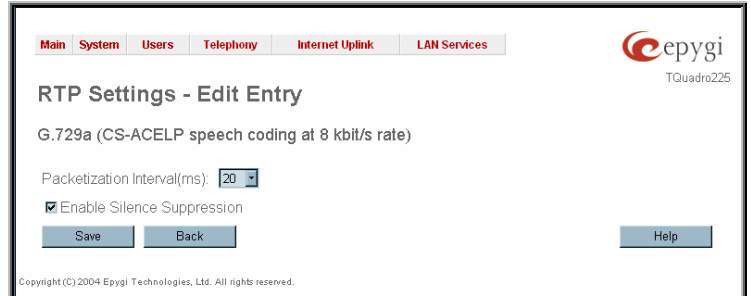 Main System Users Telephony Internet Uplink LAN Services
epygi
TQuadro225
RTP Settings - Edit Entry
G.729a (CS-ACELP speech coding at 8 kbit/s rate)
Packetization Interval(ms): 20
Enable Silence Suppression
Save Back Help
Copyright (C) 2004 Epygi Technologies, Ltd. All rights reserved.